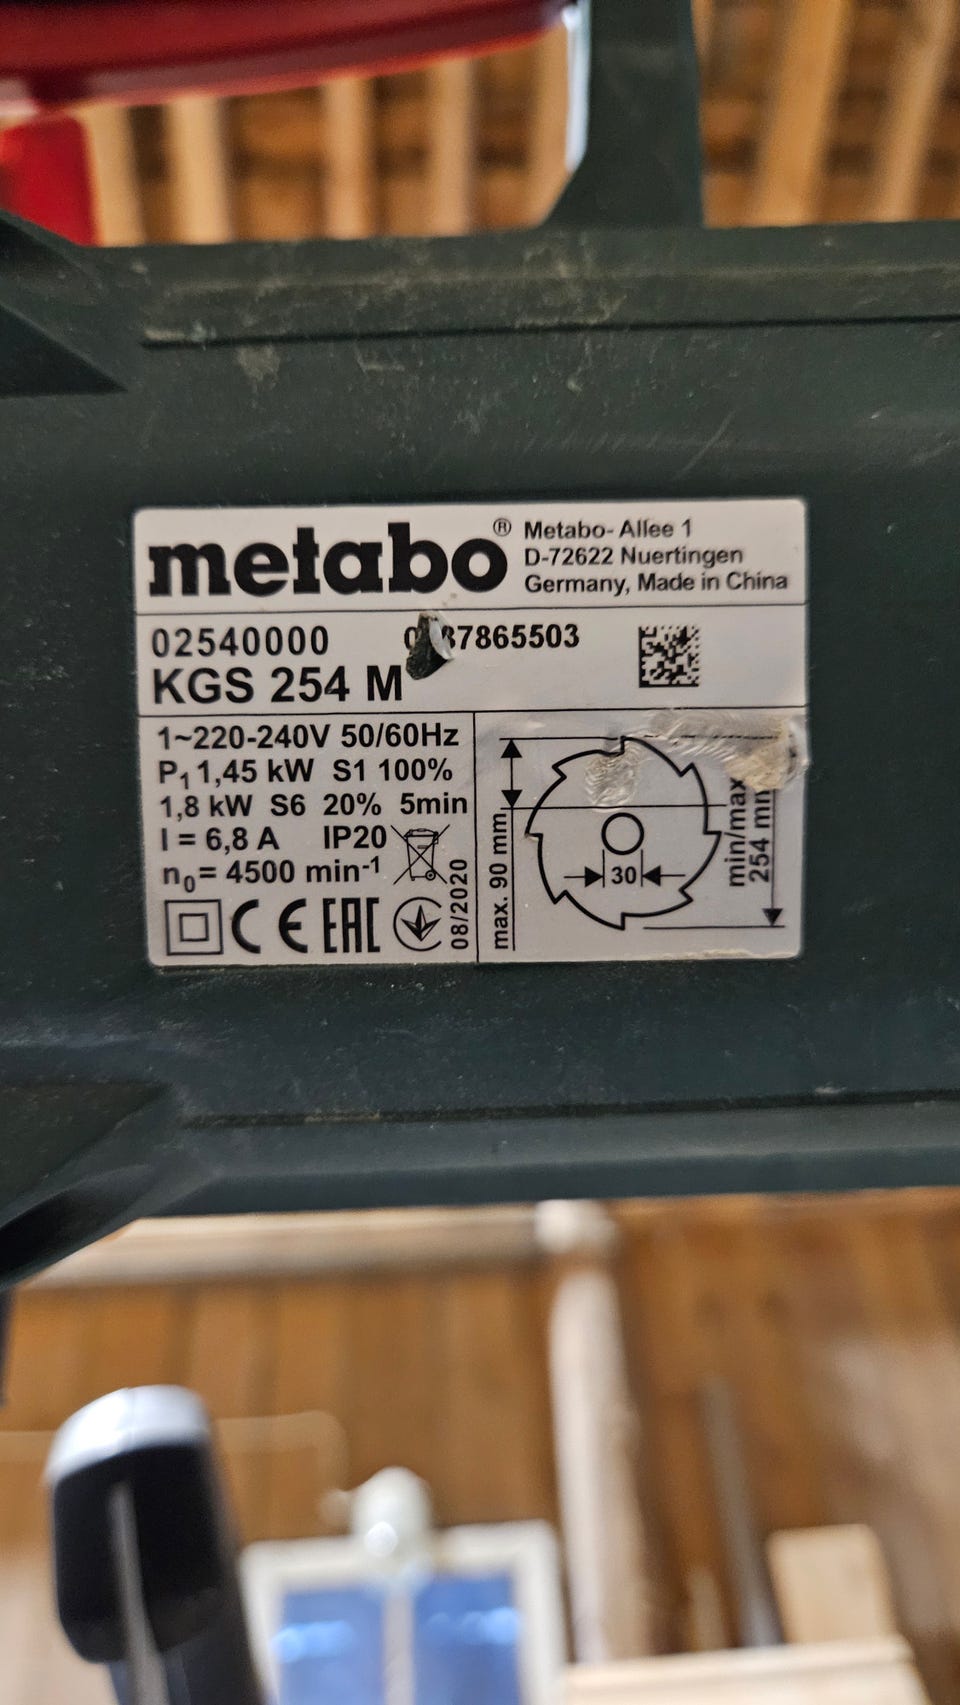 metabo®
Metabo- Allee 1
D-72622 Nuertingen
Germany, Made in China
02540000
KGS 254 M
1~220-240V 50/60Hz
P1 1,45 kW S1 100%
1,8 kW S6 20% 5min
I = 6,8 A IP20
n0= 4500 min-1
CE EAC
08/2020
max. 90 mm
30
min/max
254 mm